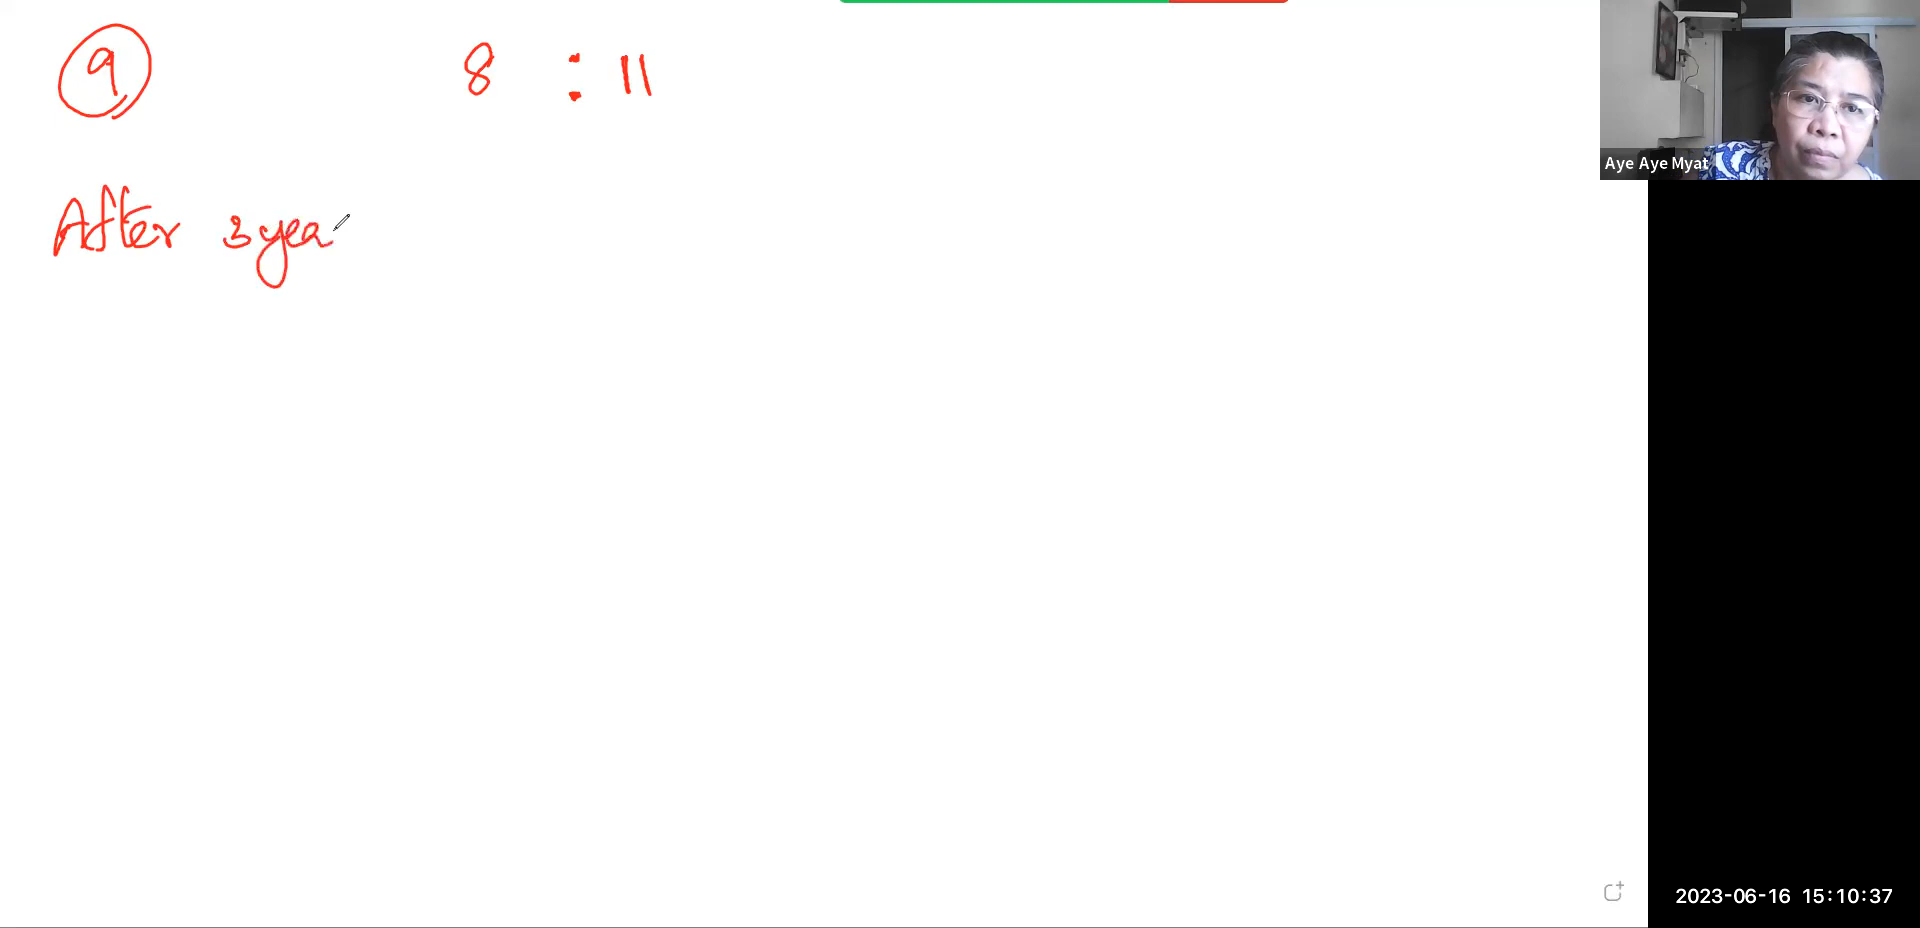 9 8 : 11
After 3 yea
Aye Aye Myat
2023-06-16 15:10:37